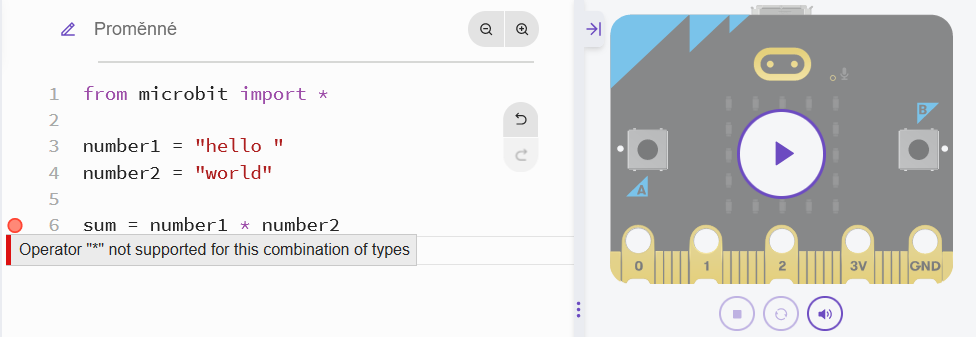 Proměnné
1 from microbit import *
2
3 number1 = "hello "
4 number2 = "world"
5
6 sum = number1 * number2
Operator "*" not supported for this combination of types
B
A
0 1 2 3V GND